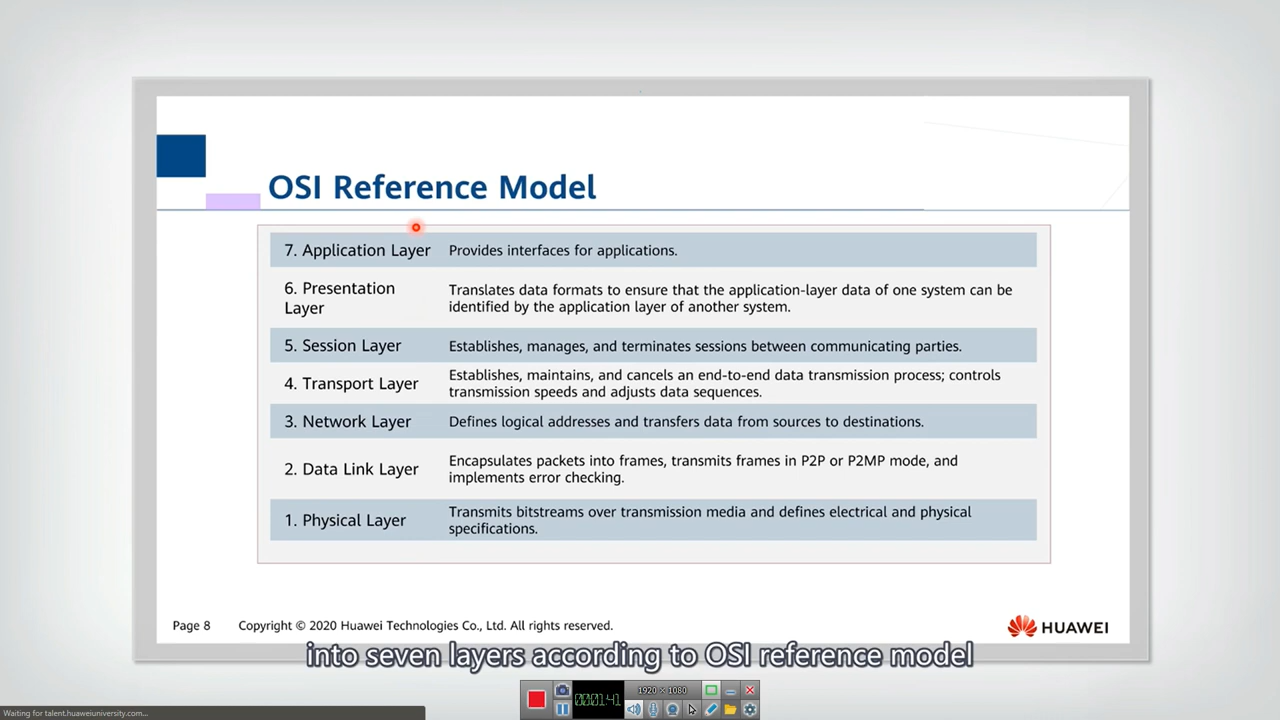 OSI Reference Model
7. Application Layer Provides interfaces for applications.
6. Presentation Layer
Translates data formats to ensure that the application-layer data of one system can be
identified by the application layer of another system.
5. Session Layer Establishes, manages, and terminates sessions between communicating parties.
4. Transport Layer
Establishes, maintains, and cancels an end-to-end data transmission process; controls
transmission speeds and adjusts data sequences.
3. Network Layer Defines logical addresses and transfers data from sources to destinations.
2. Data Link Layer
Encapsulates packets into frames, transmits frames in P2P or P2MP mode, and
implements error checking.
1. Physical Layer
Transmits bitstreams over transmission media and defines electrical and physical
specifications.
Page 8 Copyright © 2020 Huawei Technologies Co., Ltd. All rights reserved.
HUAWEI
into seven layers according to OSI reference model
000:01:41 1920 × 1080
Waiting for talent.huaweiuniversity.com...